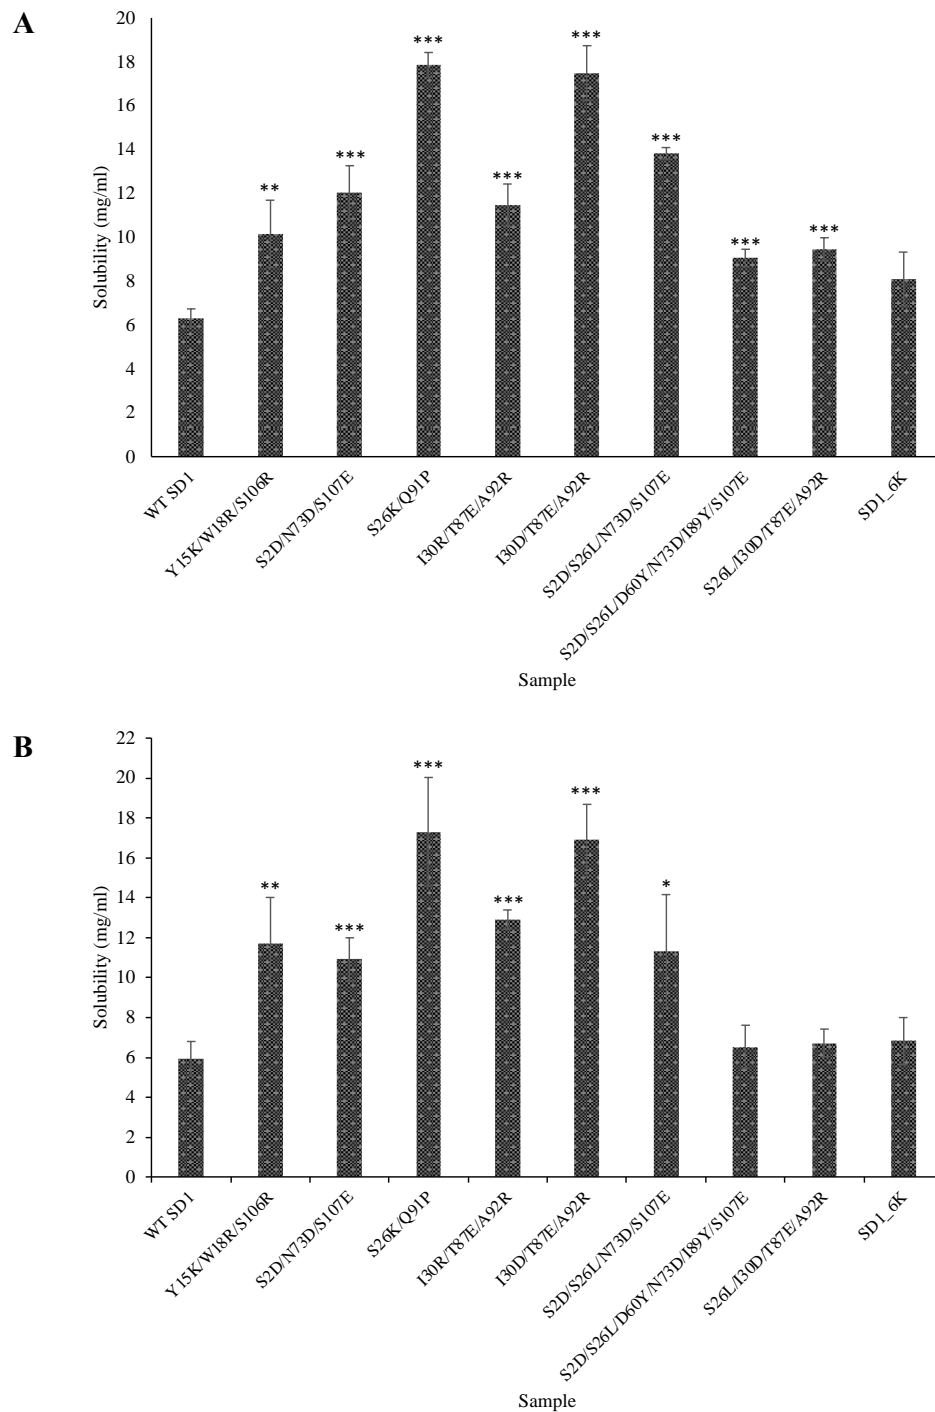 A
20
18
16
14
12
10
8
6
4
2
0
Solubility (mg/ml)
**
***
***
***
***
***
***
***
WT SD1
Y15K/W18R/S106R
S2D/N73D/S107E
S26K/Q91P
I30R/T87E/A92R
I30D/T87E/A92R
S2D/S26L/N73D/S107E
S2D/S26L/D60Y/N73D/I89Y/S107E
S26L/I30D/T87E/A92R
SD1_6K
Sample
B
22
20
18
16
14
12
10
8
6
4
2
0
Solubility (mg/ml)
**
***
***
***
***
*
WT SD1
Y15K/W18R/S106R
S2D/N73D/S107E
S26K/Q91P
I30R/T87E/A92R
I30D/T87E/A92R
S2D/S26L/N73D/S107E
S2D/S26L/D60Y/N73D/I89Y/S107E
S26L/I30D/T87E/A92R
SD1_6K
Sample